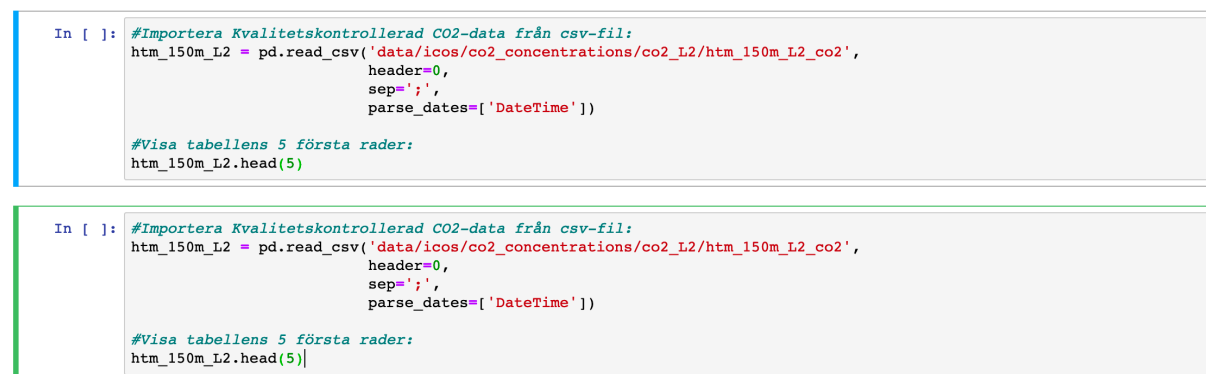 In [ ]: #Importera Kvalitetskontrollerad CO2-data från csv-fil:
htm_150m_L2 = pd.read_csv('data/icos/co2_concentrations/co2_L2/htm_150m_L2_co2',
header=0,
sep=';',
parse_dates=['DateTime'])
#Visa tabellens 5 första rader:
htm_150m_L2.head(5)
In [ ]: #Importera Kvalitetskontrollerad CO2-data från csv-fil:
htm_150m_L2 = pd.read_csv('data/icos/co2_concentrations/co2_L2/htm_150m_L2_co2',
header=0,
sep=';',
parse_dates=['DateTime'])
#Visa tabellens 5 första rader:
htm_150m_L2.head(5)